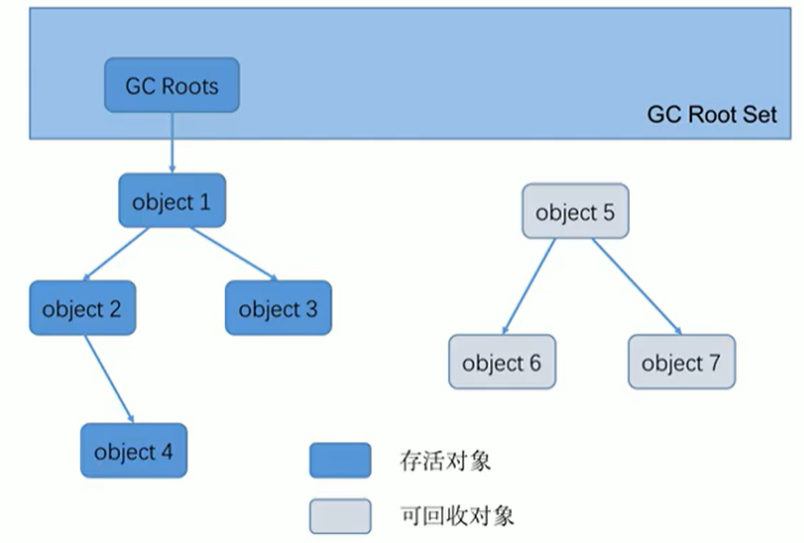 GC Roots
GC Root Set
object 1
object 5
object 2
object 3
object 6
object 7
object 4
存活对象
可回收对象